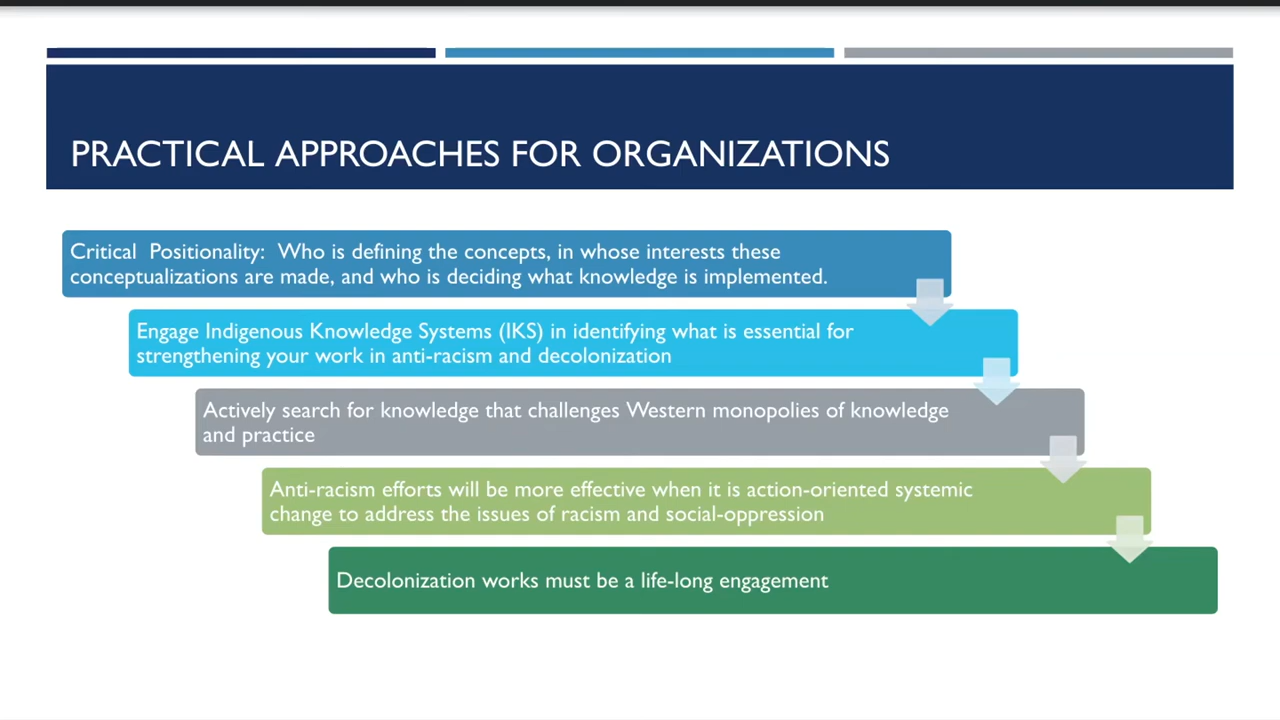 PRACTICAL APPROACHES FOR ORGANIZATIONS
Critical Positionality: Who is defining the concepts, in whose interests these
conceptualizations are made, and who is deciding what knowledge is implemented.
Engage Indigenous Knowledge Systems (IKS) in identifying what is essential for
strengthening your work in anti-racism and decolonization
Actively search for knowledge that challenges Western monopolies of knowledge
and practice
Anti-racism efforts will be more effective when it is action-oriented systemic
change to address the issues of racism and social-oppression
Decolonization works must be a life-long engagement